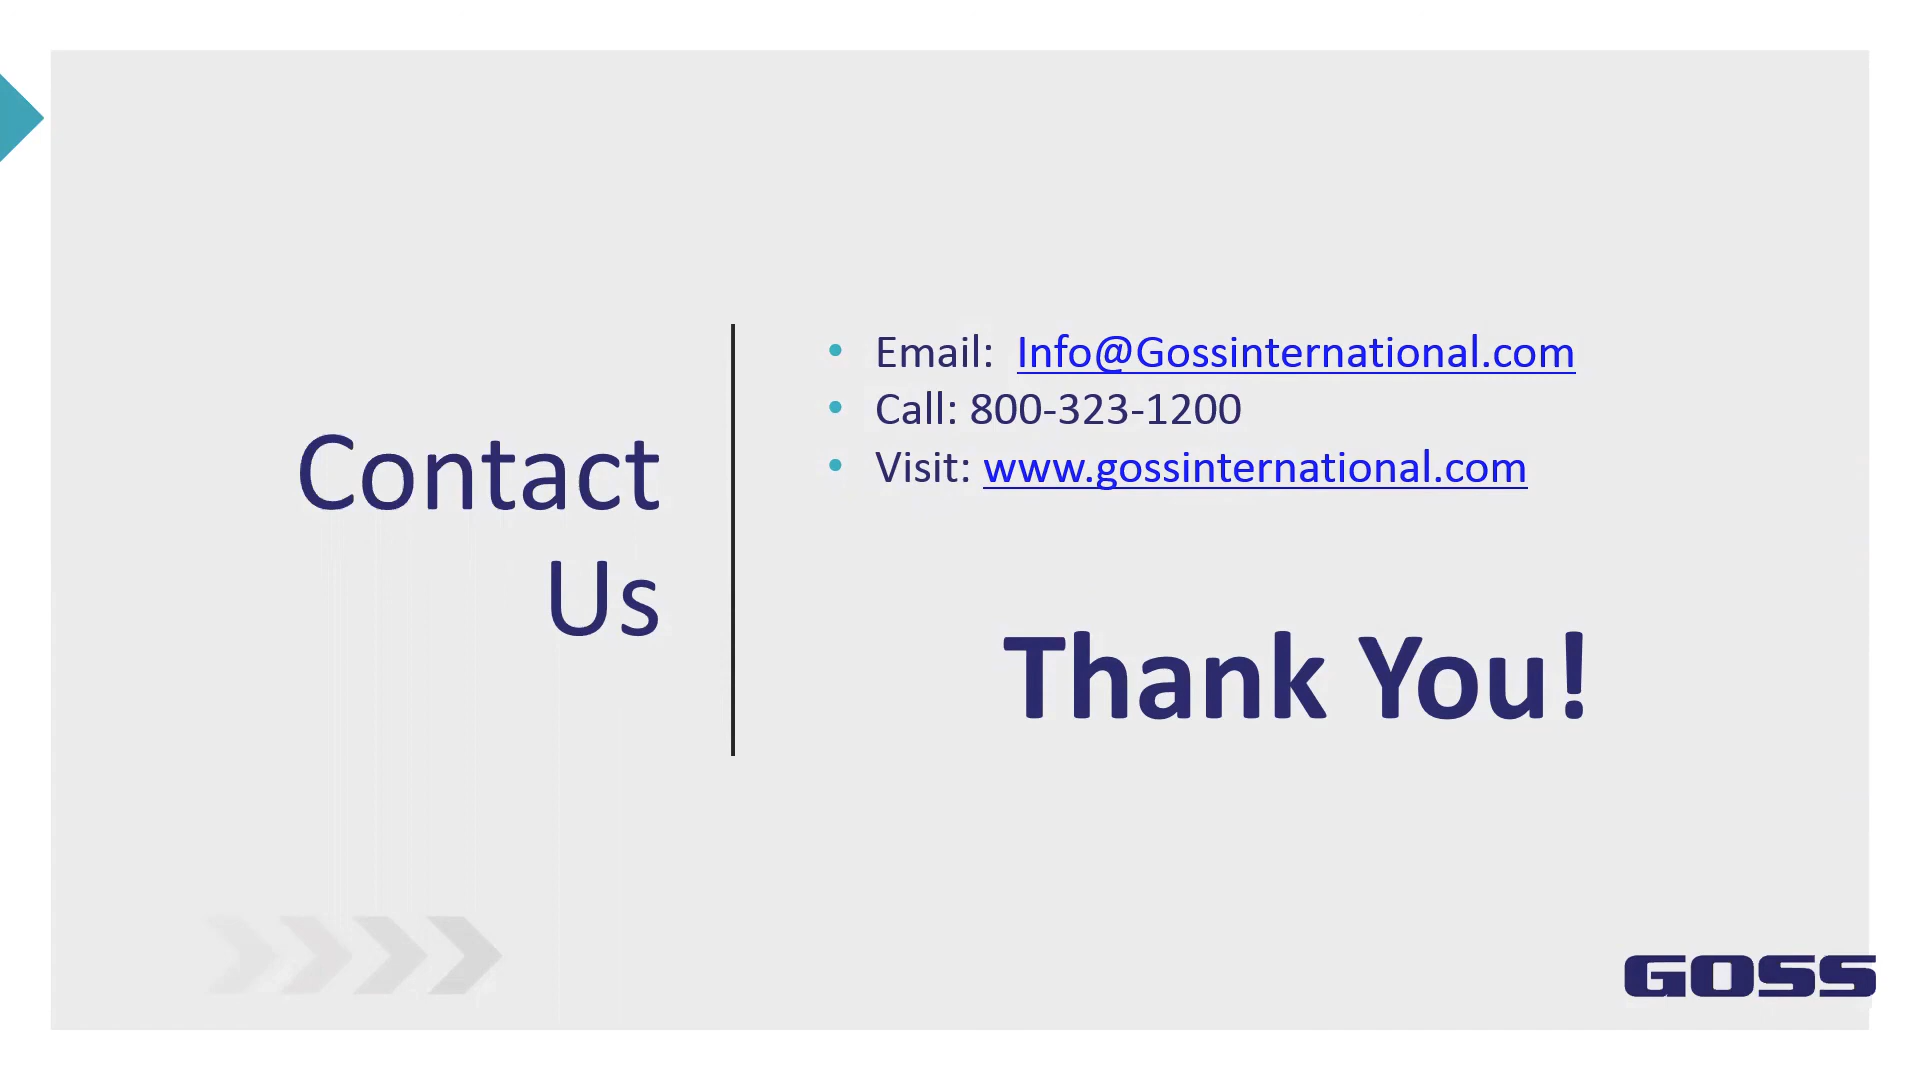 Contact
Us
• Email:  Info@Gossinternational.com
• Call: 800-323-1200
• Visit: www.gossinternational.com
Thank You!
GOSS